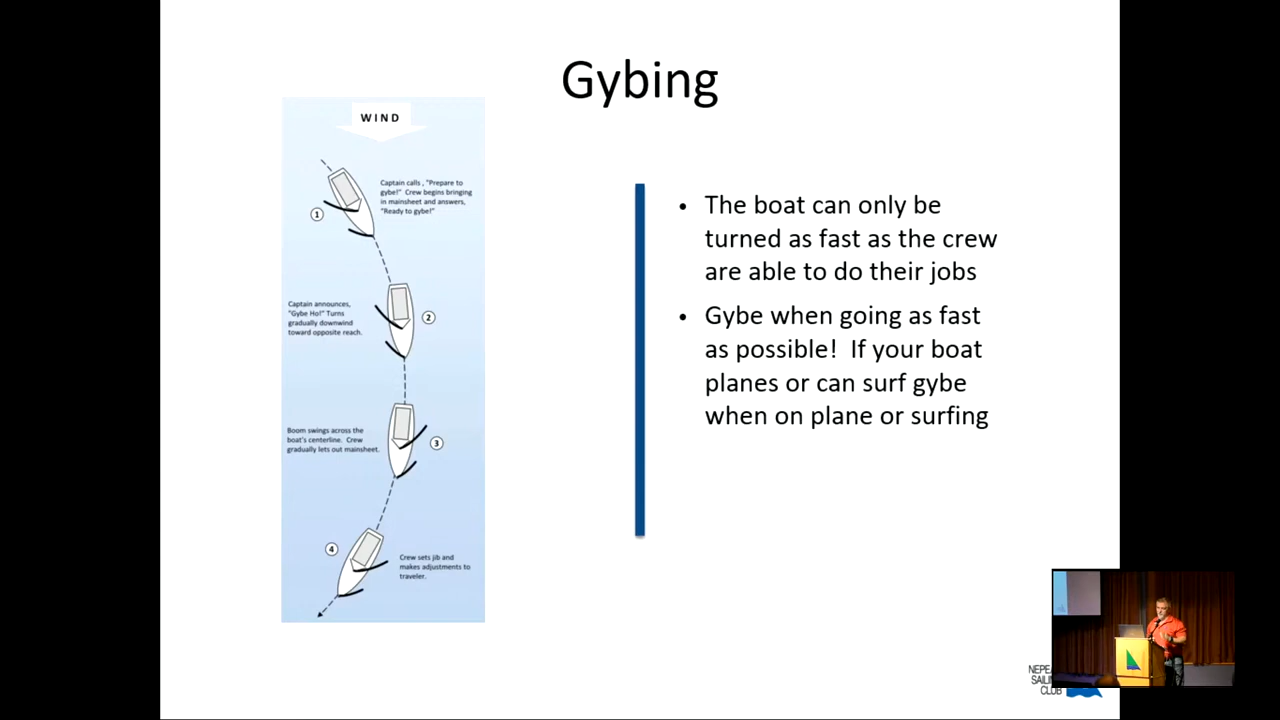 Gybing
WIND
Captain calls , "Prepare to
gybe!" Crew begins bringing
in mainsheet and answers,
"Ready to gybe!"
1
Captain announces,
"Gybe Ho!" Turns
gradually downwind
toward opposite reach.
2
Boom swings across the
boat's centerline. Crew
gradually lets out mainsheet.
3
4
Crew sets jib and
makes adjustments to
traveler.
• The boat can only be
turned as fast as the crew
are able to do their jobs
• Gybe when going as fast
as possible! If your boat
planes or can surf gybe
when on plane or surfing
CLUB